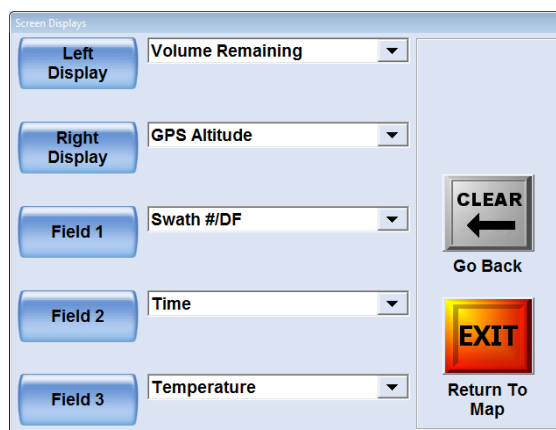 Screen Displays
Left
Display
Volume Remaining
Right
Display
GPS Altitude
Field 1
Swath #/DF
Field 2
Time
Field 3
Temperature
CLEAR
Go Back
EXIT
Return To
Map